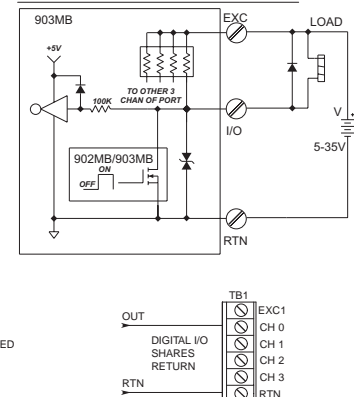 903MB
EXC
LOAD
+5V
TO OTHER 3
CHAN OF PORT
100K
I/O
V
+
5-35V
902MB/903MB
ON
OFF
RTN
TB1
OUT
EXC1
CH 0
DIGITAL I/O
SHARES
RETURN
CH 1
CH 2
CH 3
RTN
RTN
ED